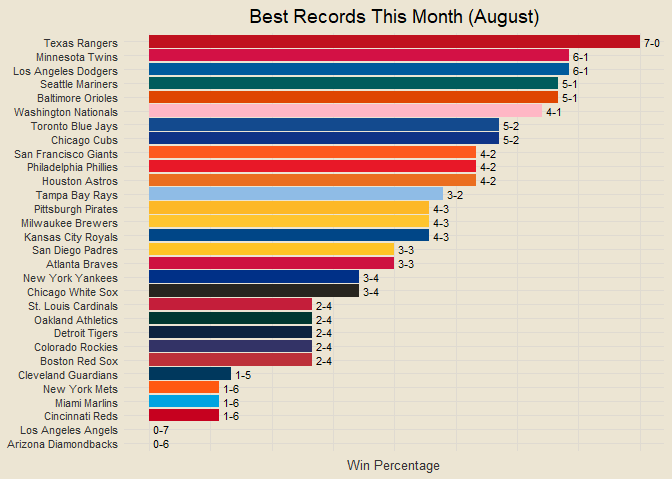 Best Records This Month (August)
Texas Rangers 7-0
Minnesota Twins 6-1
Los Angeles Dodgers 6-1
Seattle Mariners 5-1
Baltimore Orioles 5-1
Washington Nationals 4-1
Toronto Blue Jays 5-2
Chicago Cubs 5-2
San Francisco Giants 4-2
Philadelphia Phillies 4-2
Houston Astros 4-2
Tampa Bay Rays 3-2
Pittsburgh Pirates 4-3
Milwaukee Brewers 4-3
Kansas City Royals 4-3
San Diego Padres 3-3
Atlanta Braves 3-3
New York Yankees 3-4
Chicago White Sox 3-4
St. Louis Cardinals 2-4
Oakland Athletics 2-4
Detroit Tigers 2-4
Colorado Rockies 2-4
Boston Red Sox 2-4
Cleveland Guardians 1-5
New York Mets 1-6
Miami Marlins 1-6
Cincinnati Reds 1-6
Los Angeles Angels 0-7
Arizona Diamondbacks 0-6
Win Percentage